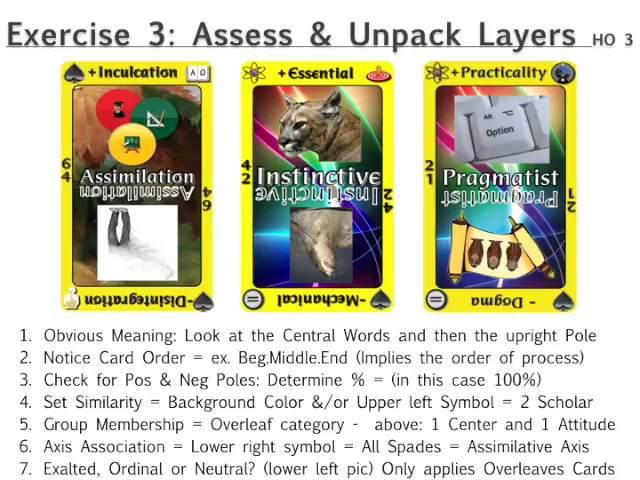 Exercise 3: Assess & Unpack Layers HO 3
+Inculcation A Ω
+Essential
+Practicality
Alt ⌥
Option
6 4
4 2
2 1
Assimilation
Assimilation
Instinctive
Instinctive
Pragmatist
Pragmatist
6 4
4 2
2 1
-Disintegration
-Mechanical
- Dogma
1. Obvious Meaning: Look at the Central Words and then the upright Pole
2. Notice Card Order = ex. Beg.Middle.End (Implies the order of process)
3. Check for Pos & Neg Poles: Determine % = (in this case 100%)
4. Set Similarity = Background Color &/or Upper left Symbol = 2 Scholar
5. Group Membership = Overleaf category - above: 1 Center and 1 Attitude
6. Axis Association = Lower right symbol = All Spades = Assimilative Axis
7. Exalted, Ordinal or Neutral? (lower left pic) Only applies Overleaves Cards